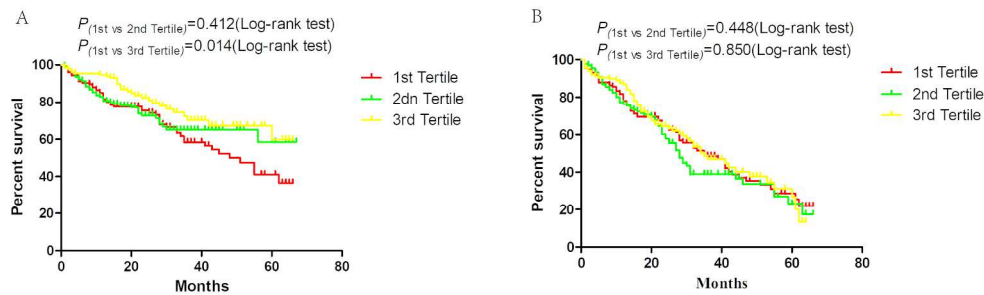 A
P(1st vs 2nd Tertile)=0.412(Log-rank test)
P(1st vs 3rd Tertile)=0.014(Log-rank test)
100
80
60
40
20
0
Percent survival
0 20 40 60 80
Months
1st Tertile
2dn Tertile
3rd Tertile
B
P(1st vs 2nd Tertile)=0.448(Log-rank test)
P(1st vs 3rd Tertile)=0.850(Log-rank test)
100
80
60
40
20
0
Percent survival
0 20 40 60 80
Months
1st Tertile
2nd Tertile
3rd Tertile